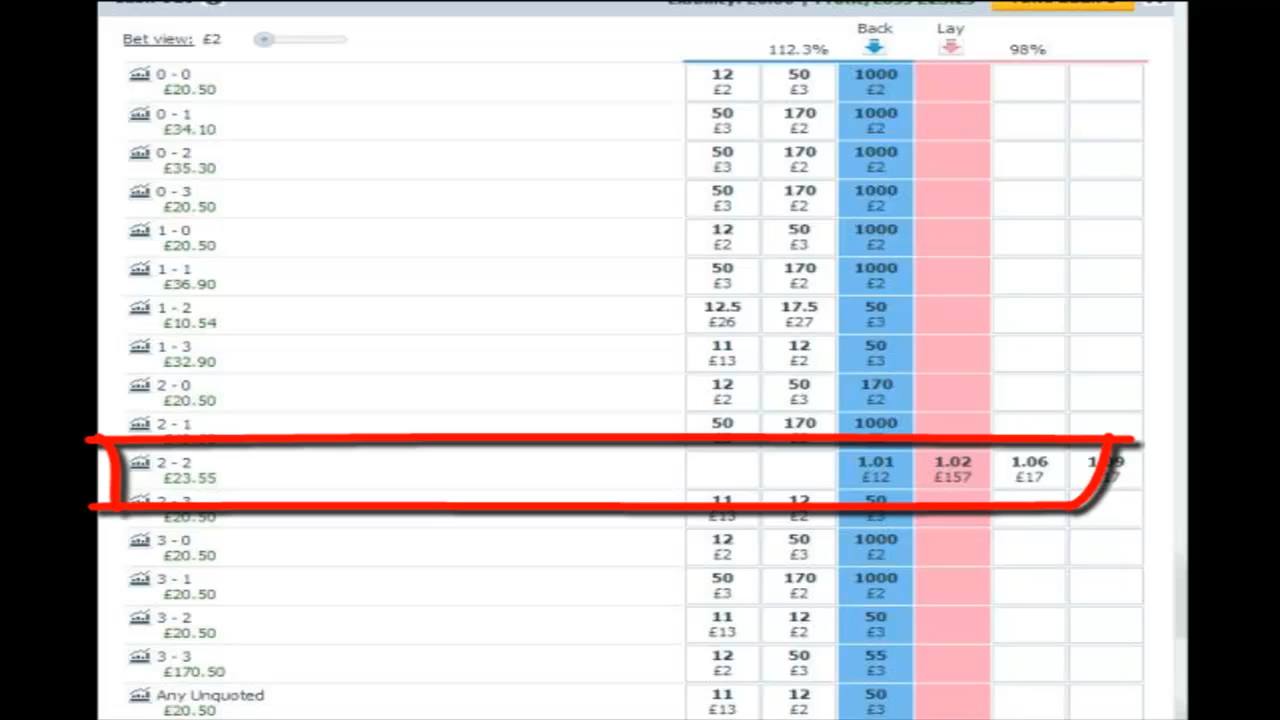 Bet view: £2
Back Lay
112.3% 98%
0 - 0 12 50 1000
£20.50 £2 £3 £2
0 - 1 50 170 1000
£34.10 £3 £2 £2
0 - 2 50 170 1000
£35.30 £3 £2 £2
0 - 3 50 170 1000
£20.50 £3 £2 £2
1 - 0 12 50 1000
£20.50 £2 £3 £2
1 - 1 50 170 1000
£36.90 £3 £2 £2
1 - 2 12.5 17.5 50
£10.54 £26 £27 £3
1 - 3 11 12 50
£32.90 £13 £2 £3
2 - 0 12 50 170
£20.50 £2 £3 £2
2 - 1 50 170 1000
2 - 2 1.01 1.02 1.06
£23.55 £12 £157 £17
2 - 3 11 12 50
£20.50 £13 £2 £3
3 - 0 12 50 1000
£20.50 £2 £3 £2
3 - 1 50 170 1000
£20.50 £3 £2 £2
3 - 2 11 12 50
£20.50 £13 £2 £3
3 - 3 12 50 55
£170.50 £2 £3 £3
Any Unquoted 11 12 50
£20.50 £13 £2 £3